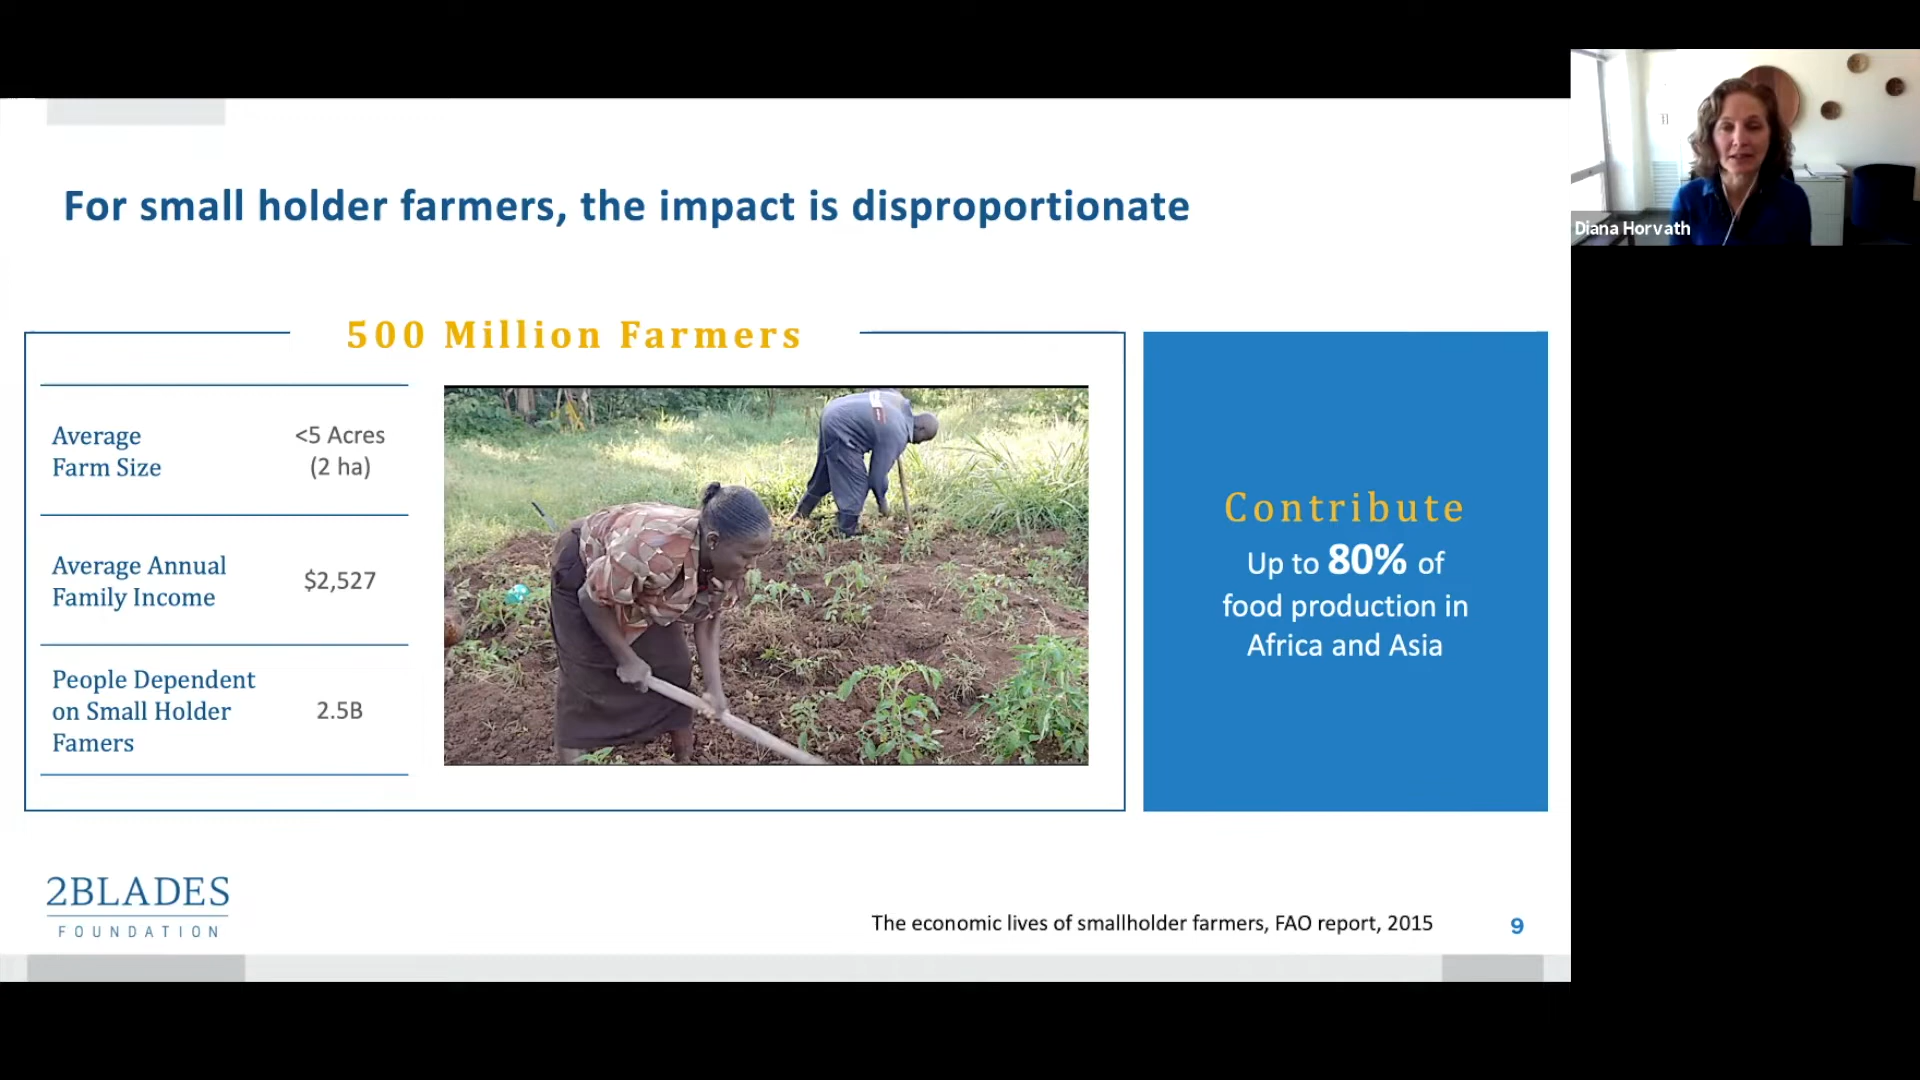 For small holder farmers, the impact is disproportionate
500 Million Farmers
Average
Farm Size
<5 Acres
(2 ha)
Average Annual
Family Income
$2,527
People Dependent
on Small Holder
Famers
2.5B
Contribute
Up to 80% of
food production in
Africa and Asia
2BLADES
FOUNDATION
The economic lives of smallholder farmers, FAO report, 2015
9
Diana Horvath